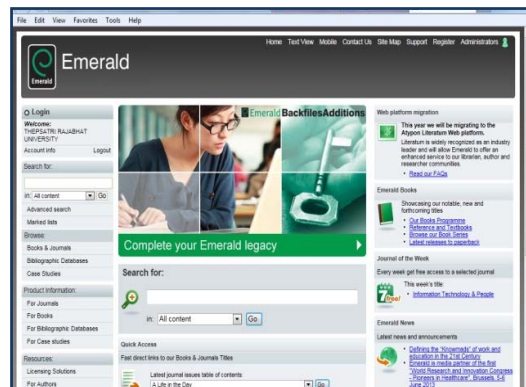 File Edit View Favorites Tools Help
Home Text View Mobile Contact Us Site Map Support Register Administrators
Emerald
Emerald
Login
Welcome:
THEPSATRI RAJABHAT
UNIVERSITY
Account info Logout
Search for:
in: All content Go
Advanced search
Marked lists
Browse:
Books & Journals
Bibliographic Databases
Case Studies
Product Information:
For Journals
For Books
For Bibliographic Databases
For Case studies
Resources:
Licensing Solutions
For Authors
Emerald BackfilesAdditions
Complete your Emerald legacy
Search for:
in: All content Go
Quick Access
Fast direct links to our Books & Journals Titles
Latest journal issues table of contents
A Life in the Day Go
Web platform migration
This year we will be migrating to the
Atypon Literatum Web platform.
Literatum is widely recognized as an industry
leader and will allow Emerald to offer an
enhanced service to our librarian, author and
researcher communities.
Read our FAQs
Emerald Books
Showcasing our notable, new and
forthcoming titles
Our Books Programme
Reference and Textbooks
Browse our Book Series
Latest releases to paperback
Journal of the Week
Every week get free access to a selected journal
This week's title:
7 free!
Information Technology & People
Emerald News
Latest news and announcements
Defining the "Knowmads" of work and
education in the 21st Century
Emerald is media partner of the first
"World Research and Innovation Congress
- Pioneers in Healthcare", Brussels, 5-6
June 2013